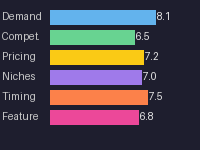 Demand 8.1
Compet. 6.5
Pricing 7.2
Niches 7.0
Timing 7.5
Feature 6.8